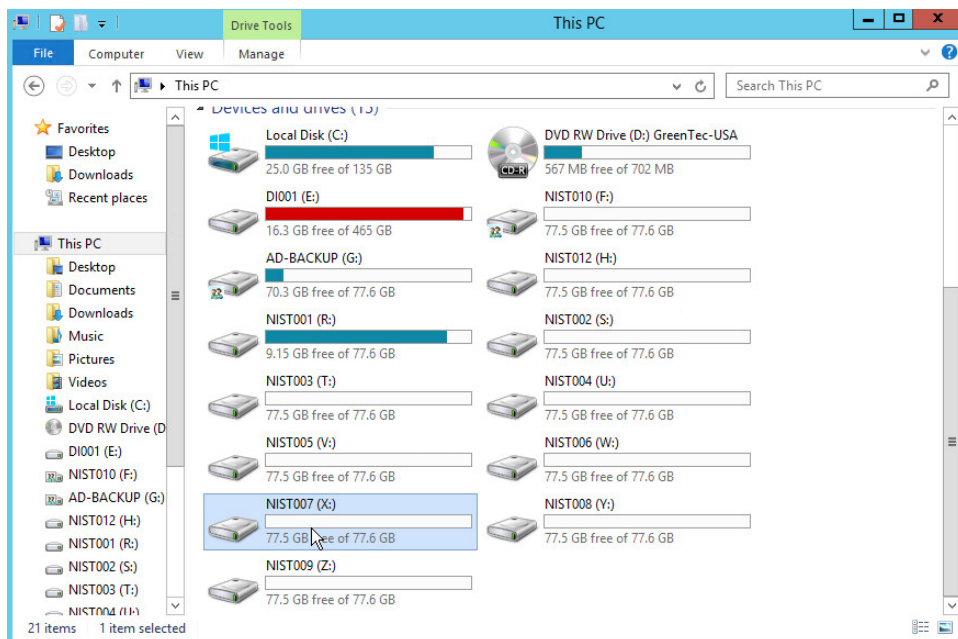 Drive Tools
This PC
File
Computer
View
Manage
This PC
Search This PC
Favorites
Desktop
Downloads
Recent places
This PC
Desktop
Documents
Downloads
Music
Pictures
Videos
Local Disk (C:)
DVD RW Drive (D
DI001 (E:)
NIST010 (F:)
AD-BACKUP (G:)
NIST012 (H:)
NIST001 (R:)
NIST002 (S:)
NIST003 (T:)
NIST004 (U:)
Devices and drives (15)
Local Disk (C:)
25.0 GB free of 135 GB
DVD RW Drive (D:) GreenTec-USA
CD-R
567 MB free of 702 MB
DI001 (E:)
16.3 GB free of 465 GB
NIST010 (F:)
77.5 GB free of 77.6 GB
AD-BACKUP (G:)
70.3 GB free of 77.6 GB
NIST012 (H:)
77.5 GB free of 77.6 GB
NIST001 (R:)
9.15 GB free of 77.6 GB
NIST002 (S:)
77.5 GB free of 77.6 GB
NIST003 (T:)
77.5 GB free of 77.6 GB
NIST004 (U:)
77.5 GB free of 77.6 GB
NIST005 (V:)
77.5 GB free of 77.6 GB
NIST006 (W:)
77.5 GB free of 77.6 GB
NIST007 (X:)
77.5 GB free of 77.6 GB
NIST008 (Y:)
77.5 GB free of 77.6 GB
NIST009 (Z:)
77.5 GB free of 77.6 GB
21 items 1 item selected